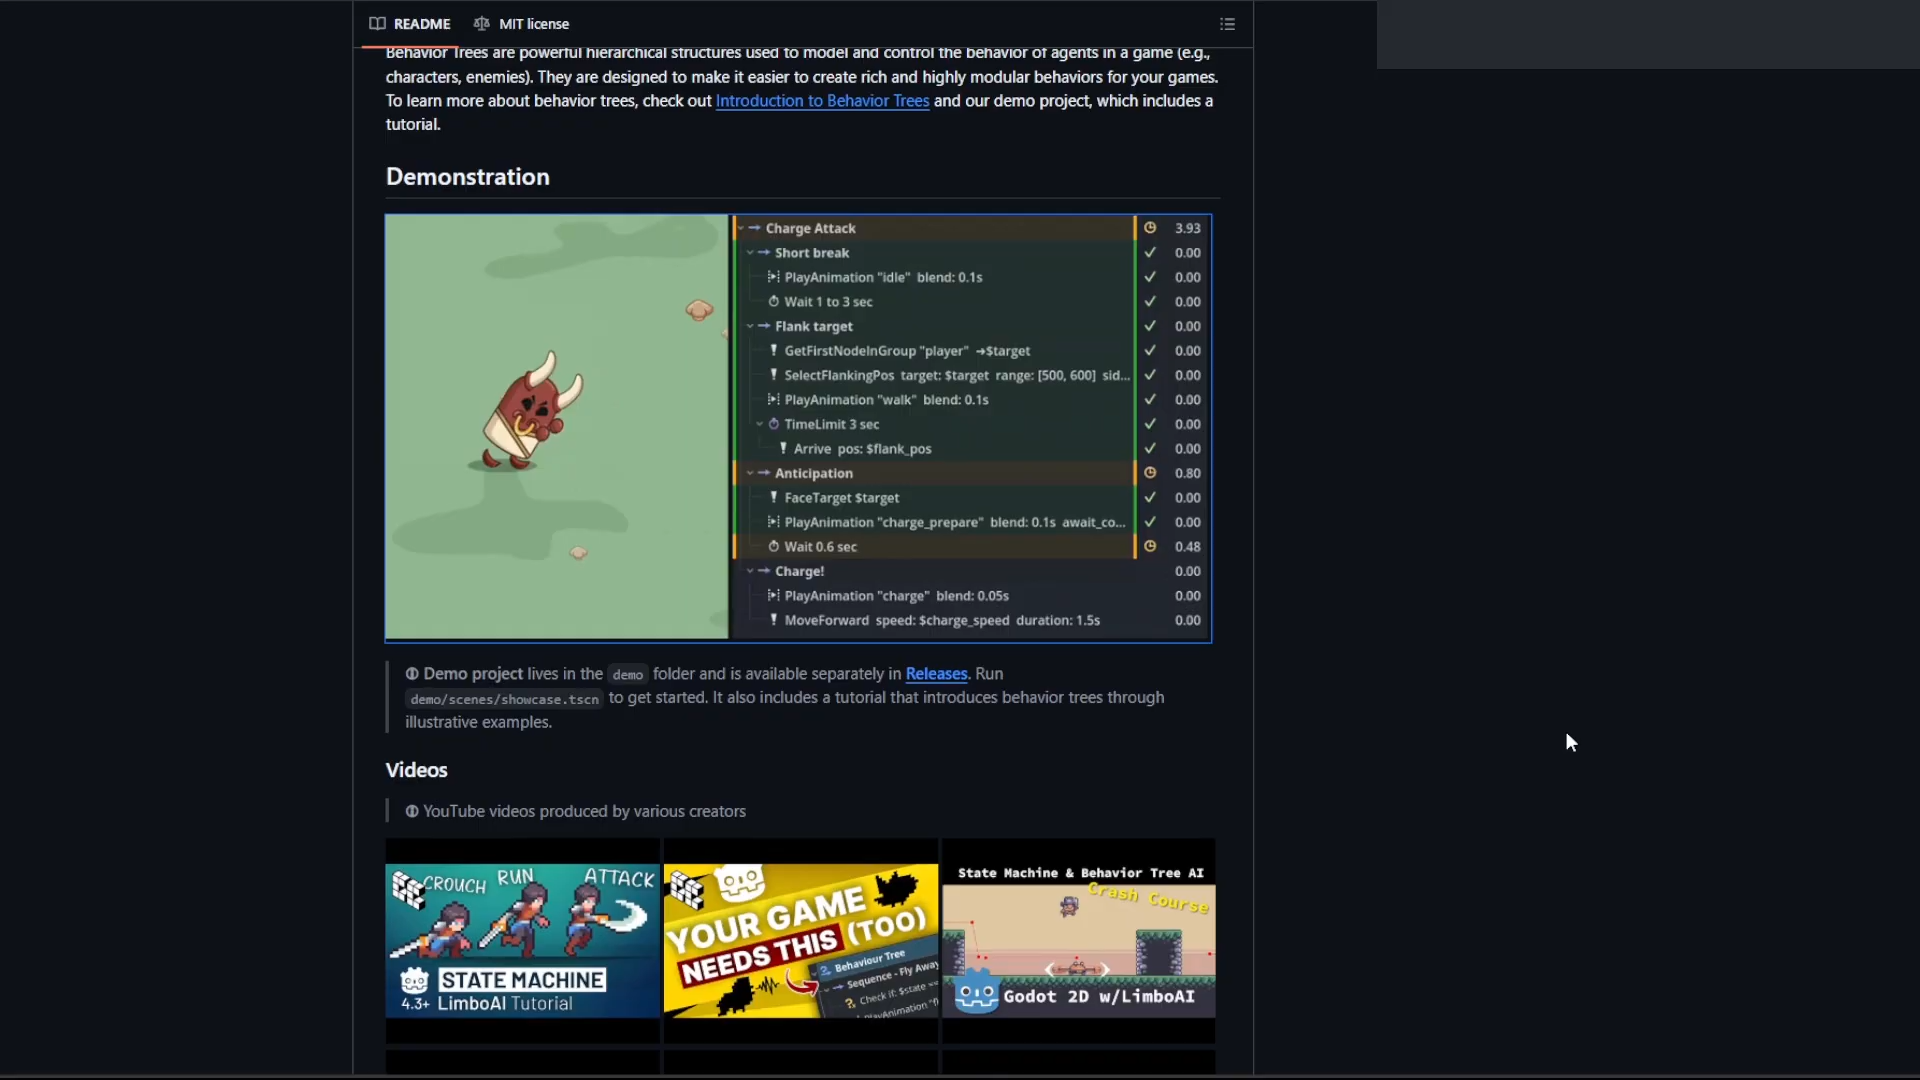 README
MIT license
Behavior Trees are powerful hierarchical structures used to model and control the behavior of agents in a game (e.g.,
characters, enemies). They are designed to make it easier to create rich and highly modular behaviors for your games.
To learn more about behavior trees, check out Introduction to Behavior Trees and our demo project, which includes a
tutorial.
Demonstration
Charge Attack 3.93
Short break 0.00
PlayAnimation "idle" blend: 0.1s 0.00
Wait 1 to 3 sec 0.00
Flank target 0.00
GetFirstNodeInGroup "player" ➜$target 0.00
SelectFlankingPos target: $target range: [500, 600] sid... 0.00
PlayAnimation "walk" blend: 0.1s 0.00
TimeLimit 3 sec 0.00
Arrive pos: $flank_pos 0.00
Anticipation 0.80
FaceTarget $target 0.00
PlayAnimation "charge_prepare" blend: 0.1s await_co... 0.00
Wait 0.6 sec 0.48
Charge! 0.00
PlayAnimation "charge" blend: 0.05s 0.00
MoveForward speed: $charge_speed duration: 1.5s 0.00
Demo project lives in the demo folder and is available separately in Releases. Run
demo/scenes/showcase.tscn to get started. It also includes a tutorial that introduces behavior trees through
illustrative examples.
Videos
YouTube videos produced by various creators
CROUCH RUN ATTACK
STATE MACHINE
4.3+ LimboAI Tutorial
YOUR GAME
NEEDS THIS (TOO)
Behaviour Tree
Sequence - Fly Away
Check if: $state ==
PlayAnimation "fl
State Machine & Behavior Tree AI
Crash Course
Godot 2D w/LimboAI